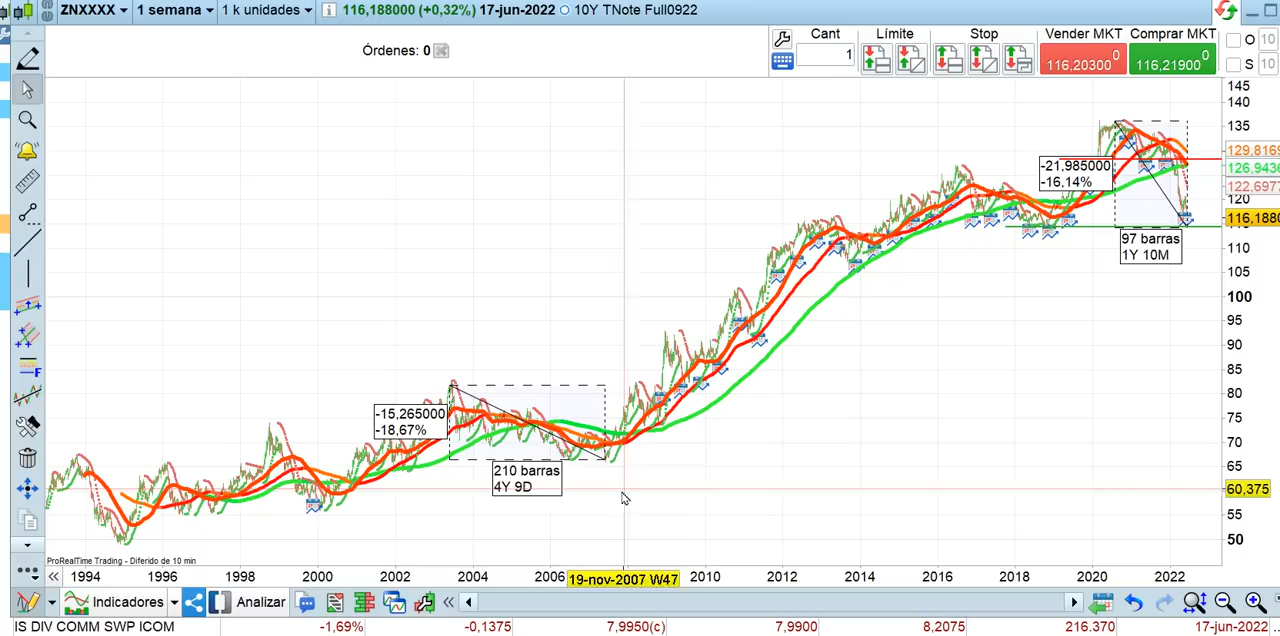 ZNXXXX 1 semana 1 k unidades 116,188000 (+0,32%) 17-jun-2022 10Y TNote Full0922
Órdenes: 0
Cant Límite Stop Vender MKT Comprar MKT
1
116,20300 0 116,21900 0
O 10
S 10
145
140
135
129,8169
126,9436
122,6977
120
116,1880
110
105
100
95
90
85
80
75
70
65
60,375
55
50
-21,985000
-16,14%
97 barras
1Y 10M
-15,265000
-18,67%
210 barras
4Y 9D
ProRealTime Trading - Diferido de 10 min
1994 1996 1998 2000 2002 2004 2006 19-nov-2007 W47 2010 2012 2014 2016 2018 2020 2022
Indicadores Analizar
IS DIV COMM SWP ICOM -1,69% -0,1375 7,9950(c) 7,9900 8,2075 216.370 17-jun-2022